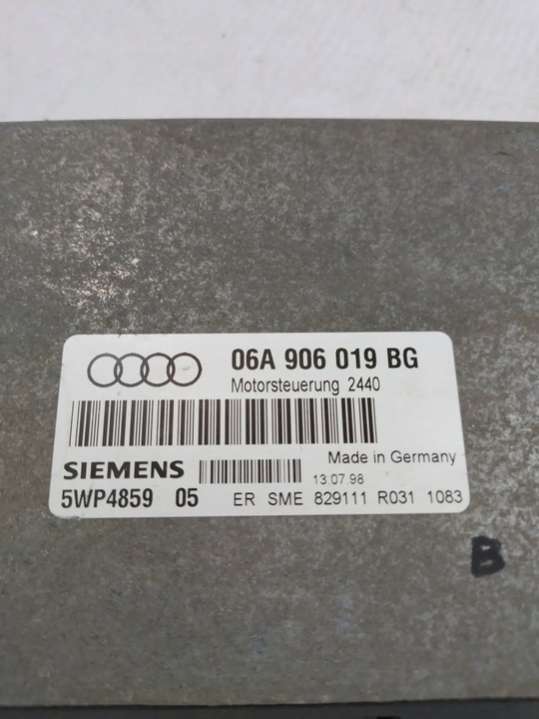 06A 906 019 BG
Motorsteuerung 2440
Made in Germany
SIEMENS
13.07.98
5WP4859 05 ER SME 829111 R031 1083
B